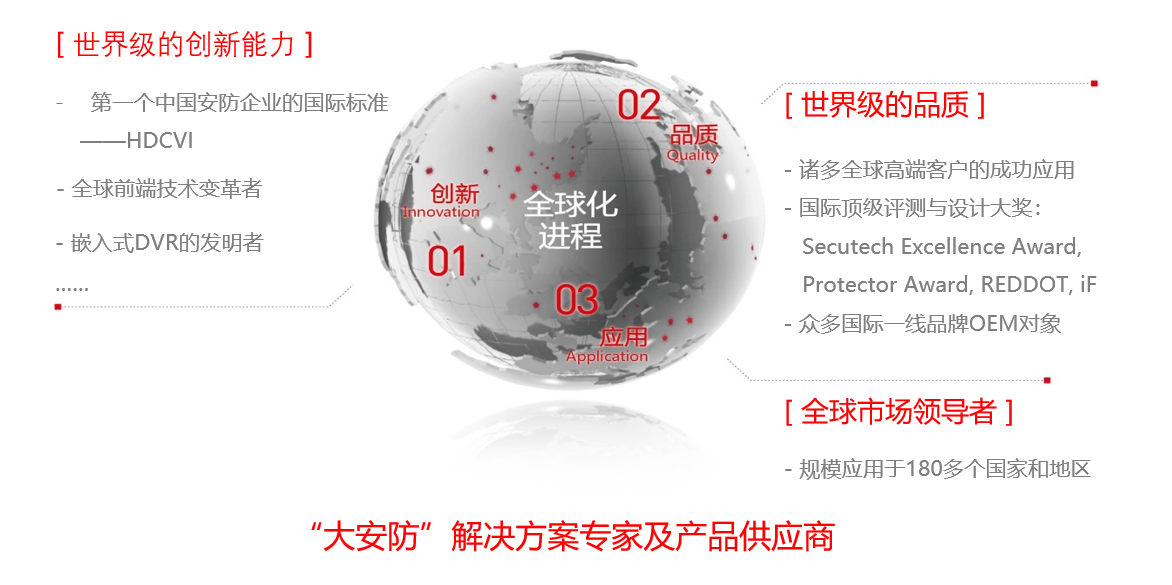 [ 世界级的创新能力 ]
- 第一个中国安防企业的国际标准
——HDCVI
- 全球前端技术变革者
- 嵌入式DVR的发明者
......
创新
Innovation
01
全球化
进程
02
品质
Quality
03
应用
Application
[ 世界级的品质 ]
- 诸多全球高端客户的成功应用
- 国际顶级评测与设计大奖：
Secutech Excellence Award,
Protector Award, REDDOT, iF
- 众多国际一线品牌OEM对象
[ 全球市场领导者 ]
- 规模应用于180多个国家和地区
“大安防”解决方案专家及产品供应商